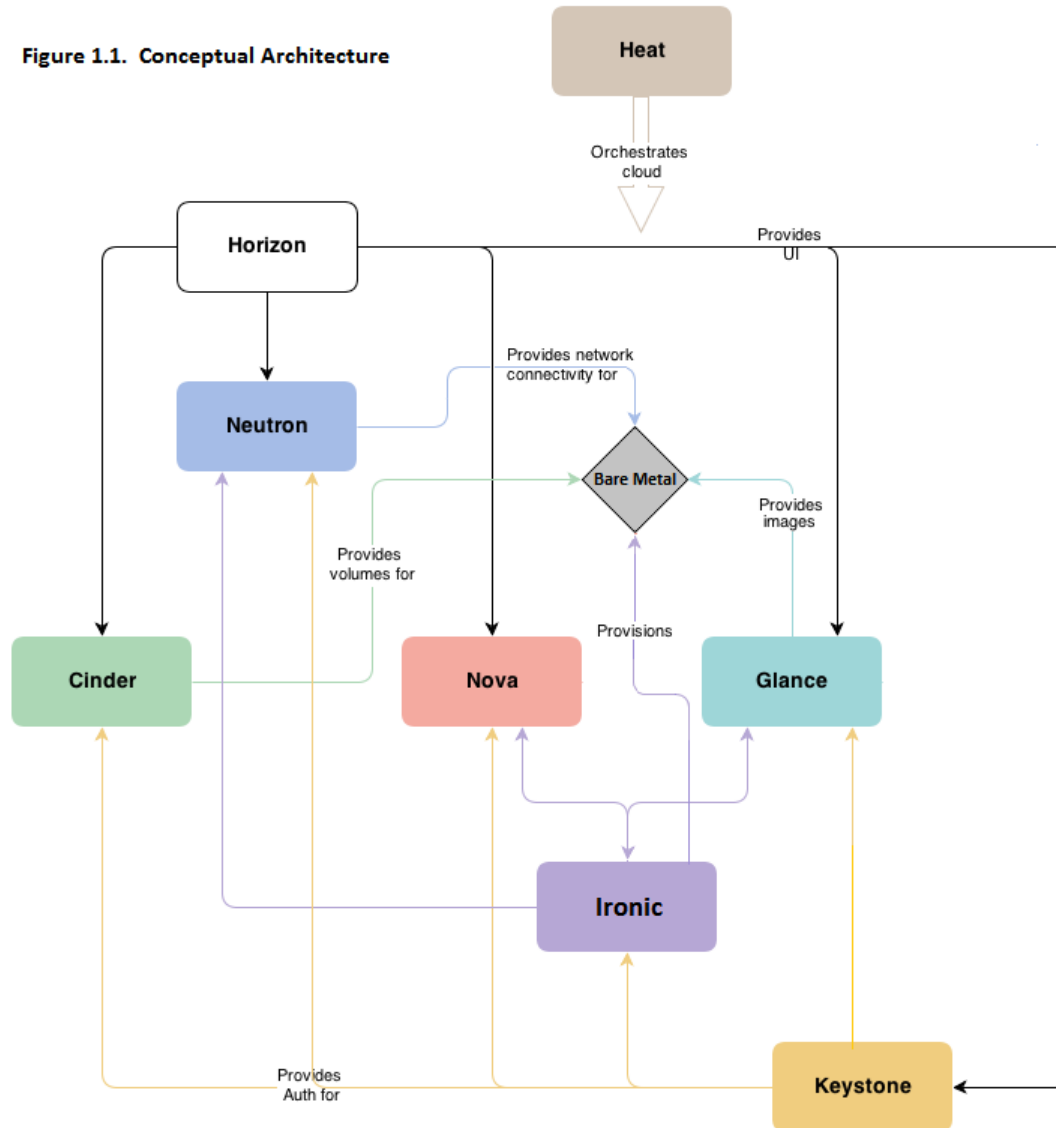 Figure 1.1. Conceptual Architecture
Heat
Orchestrates
cloud
Horizon
Provides
UI
Provides network
connectivity for
Neutron
Bare Metal
Provides
images
Provides
volumes for
Provisions
Cinder
Nova
Glance
Ironic
Provides
Auth for
Keystone